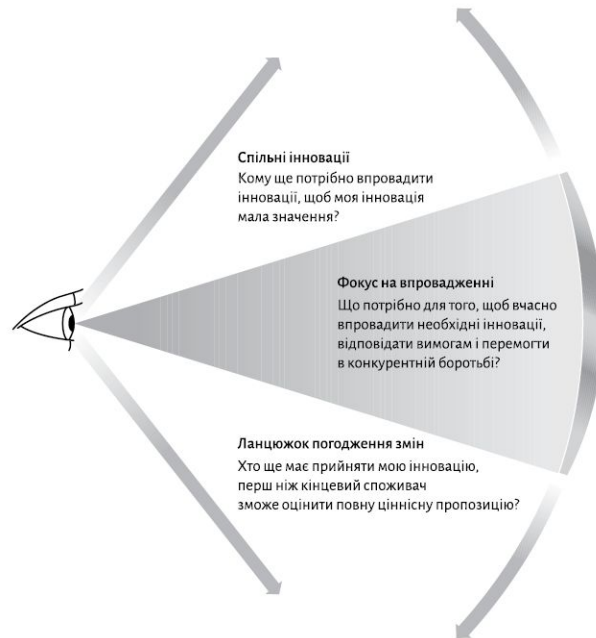 Спільні інновації
Кому ще потрібно впровадити
інновації, щоб моя інновація
мала значення?
Фокус на впровадженні
Що потрібно для того, щоб вчасно
впровадити необхідні інновації,
відповідати вимогам і перемогти
в конкурентній боротьбі?
Ланцюжок погодження змін
Хто ще має прийняти мою інновацію,
перш ніж кінцевий споживач
зможе оцінити повну ціннісну пропозицію?